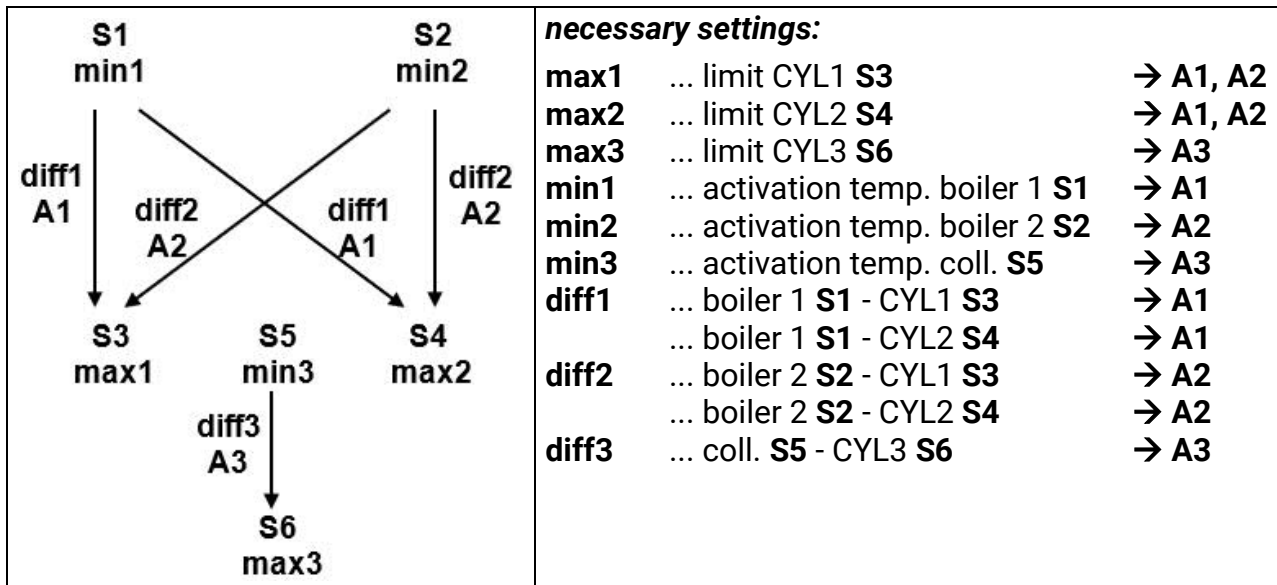 S1 S2
min1 min2
diff1 diff2
A1 diff2 diff1 A2
A2 A1
S3 S5 S4
max1 min3 max2
diff3
A3
S6
max3
necessary settings:
max1 ... limit CYL1 S3 → A1, A2
max2 ... limit CYL2 S4 → A1, A2
max3 ... limit CYL3 S6 → A3
min1 ... activation temp. boiler 1 S1 → A1
min2 ... activation temp. boiler 2 S2 → A2
min3 ... activation temp. coll. S5 → A3
diff1 ... boiler 1 S1 - CYL1 S3 → A1
... boiler 1 S1 - CYL2 S4 → A1
diff2 ... boiler 2 S2 - CYL1 S3 → A2
... boiler 2 S2 - CYL2 S4 → A2
diff3 ... coll. S5 - CYL3 S6 → A3